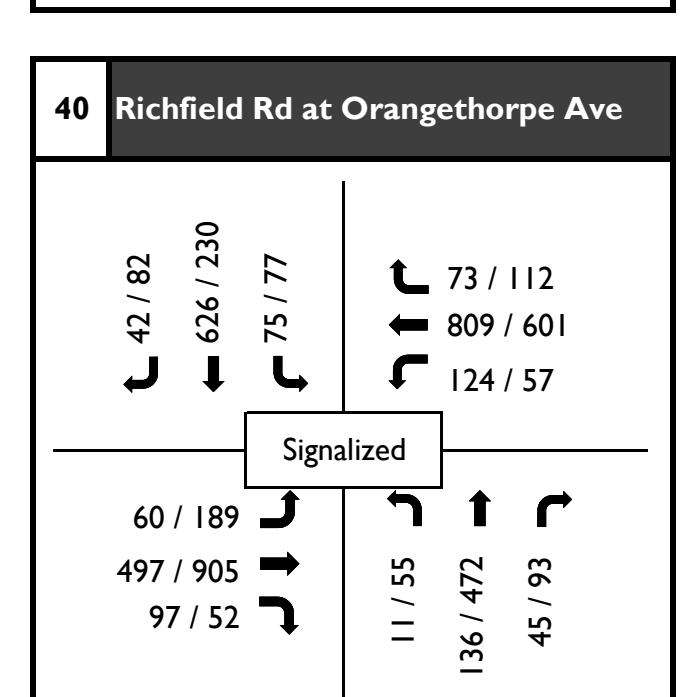 40 Richfield Rd at Orangethorpe Ave
42 / 82
626 / 230
75 / 77
73 / 112
809 / 601
124 / 57
Signalized
60 / 189
497 / 905
97 / 52
11 / 55
136 / 472
45 / 93